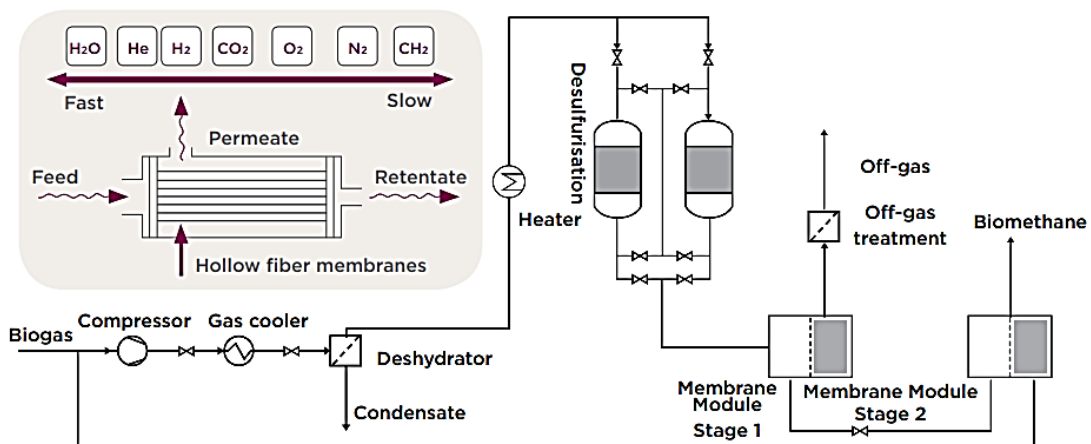 H2O He H2 CO2 O2 N2 CH2
Fast Slow
Permeate
Feed Retentate
Hollow fiber membranes
Desulfurisation
Heater
Off-gas
Off-gas
treatment
Biomethane
Biogas Compressor Gas cooler
Deshydrator
Condensate
Membrane
Module
Stage 1
Membrane Module
Stage 2